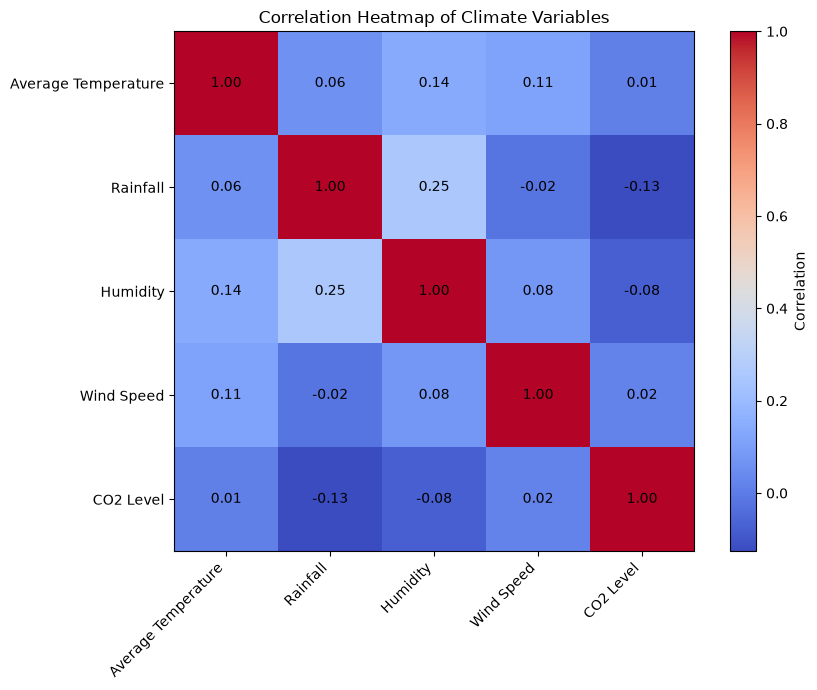 Correlation Heatmap of Climate Variables
Average Temperature 1.00 0.06 0.14 0.11 0.01
Rainfall 0.06 1.00 0.25 -0.02 -0.13
Humidity 0.14 0.25 1.00 0.08 -0.08
Wind Speed 0.11 -0.02 0.08 1.00 0.02
CO2 Level 0.01 -0.13 -0.08 0.02 1.00
Average Temperature
Rainfall
Humidity
Wind Speed
CO2 Level
1.0
0.8
0.6
0.4
0.2
0.0
Correlation